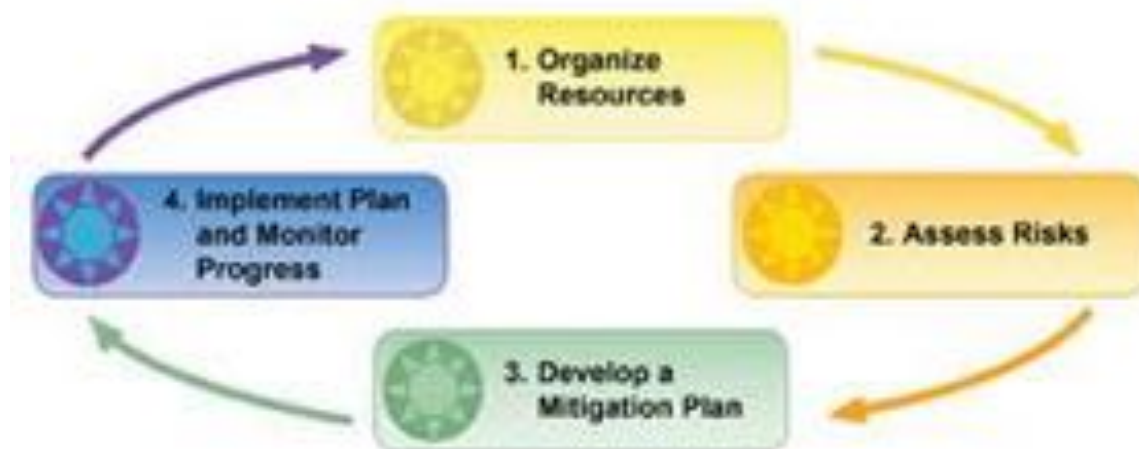 1. Organize
Resources
2. Assess Risks
3. Develop a
Mitigation Plan
4. Implement Plan
and Monitor
Progress